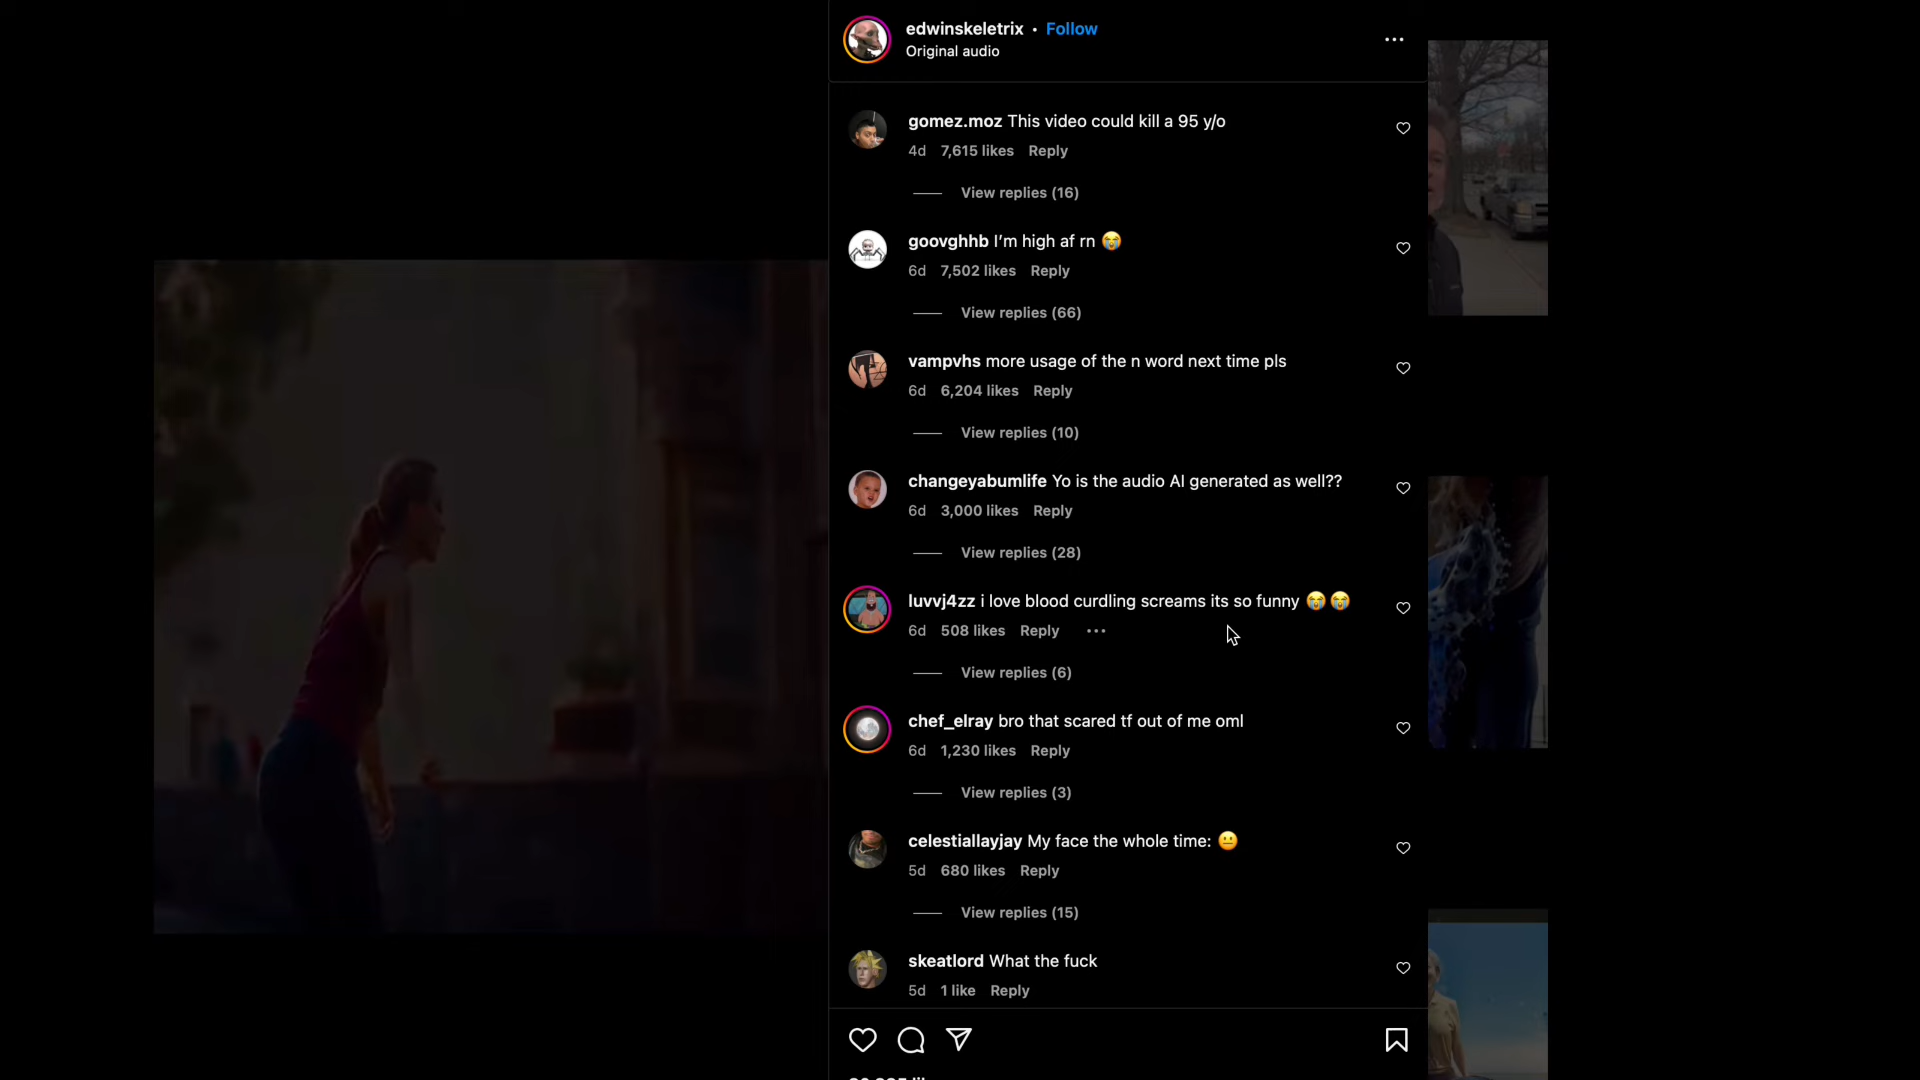 edwinskeletrix • Follow
Original audio
gomez.moz This video could kill a 95 y/o
4d 7,615 likes Reply
View replies (16)
goovghhb I’m high af rn 😭
6d 7,502 likes Reply
View replies (66)
vampvhs more usage of the n word next time pls
6d 6,204 likes Reply
View replies (10)
changeyabumlife Yo is the audio AI generated as well??
6d 3,000 likes Reply
View replies (28)
luvvj4zz i love blood curdling screams its so funny 😭😭
6d 508 likes Reply
View replies (6)
chef_elray bro that scared tf out of me oml
6d 1,230 likes Reply
View replies (3)
celestiallayjay My face the whole time: 😐
5d 680 likes Reply
View replies (15)
skeatlord What the fuck
5d 1 like Reply